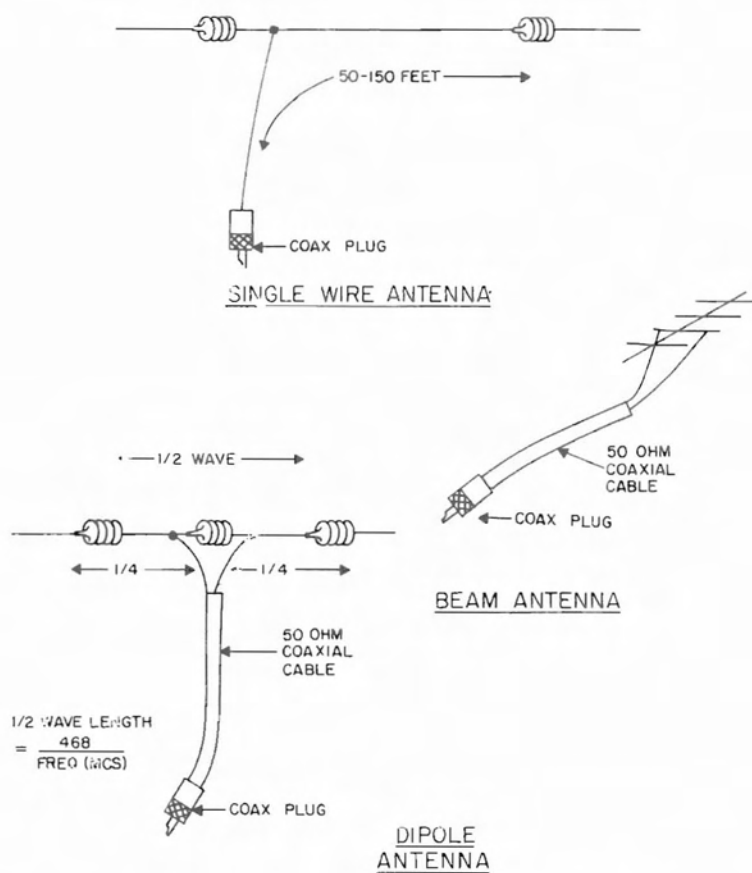 50-150 FEET
COAX PLUG
SINGLE WIRE ANTENNA
1/2 WAVE
50 OHM
COAXIAL
CABLE
COAX PLUG
1/4
1/4
BEAM ANTENNA
50 OHM
COAXIAL
CABLE
1/2 WAVE LENGTH
= 468
FREQ (MCS)
COAX PLUG
DIPOLE
ANTENNA